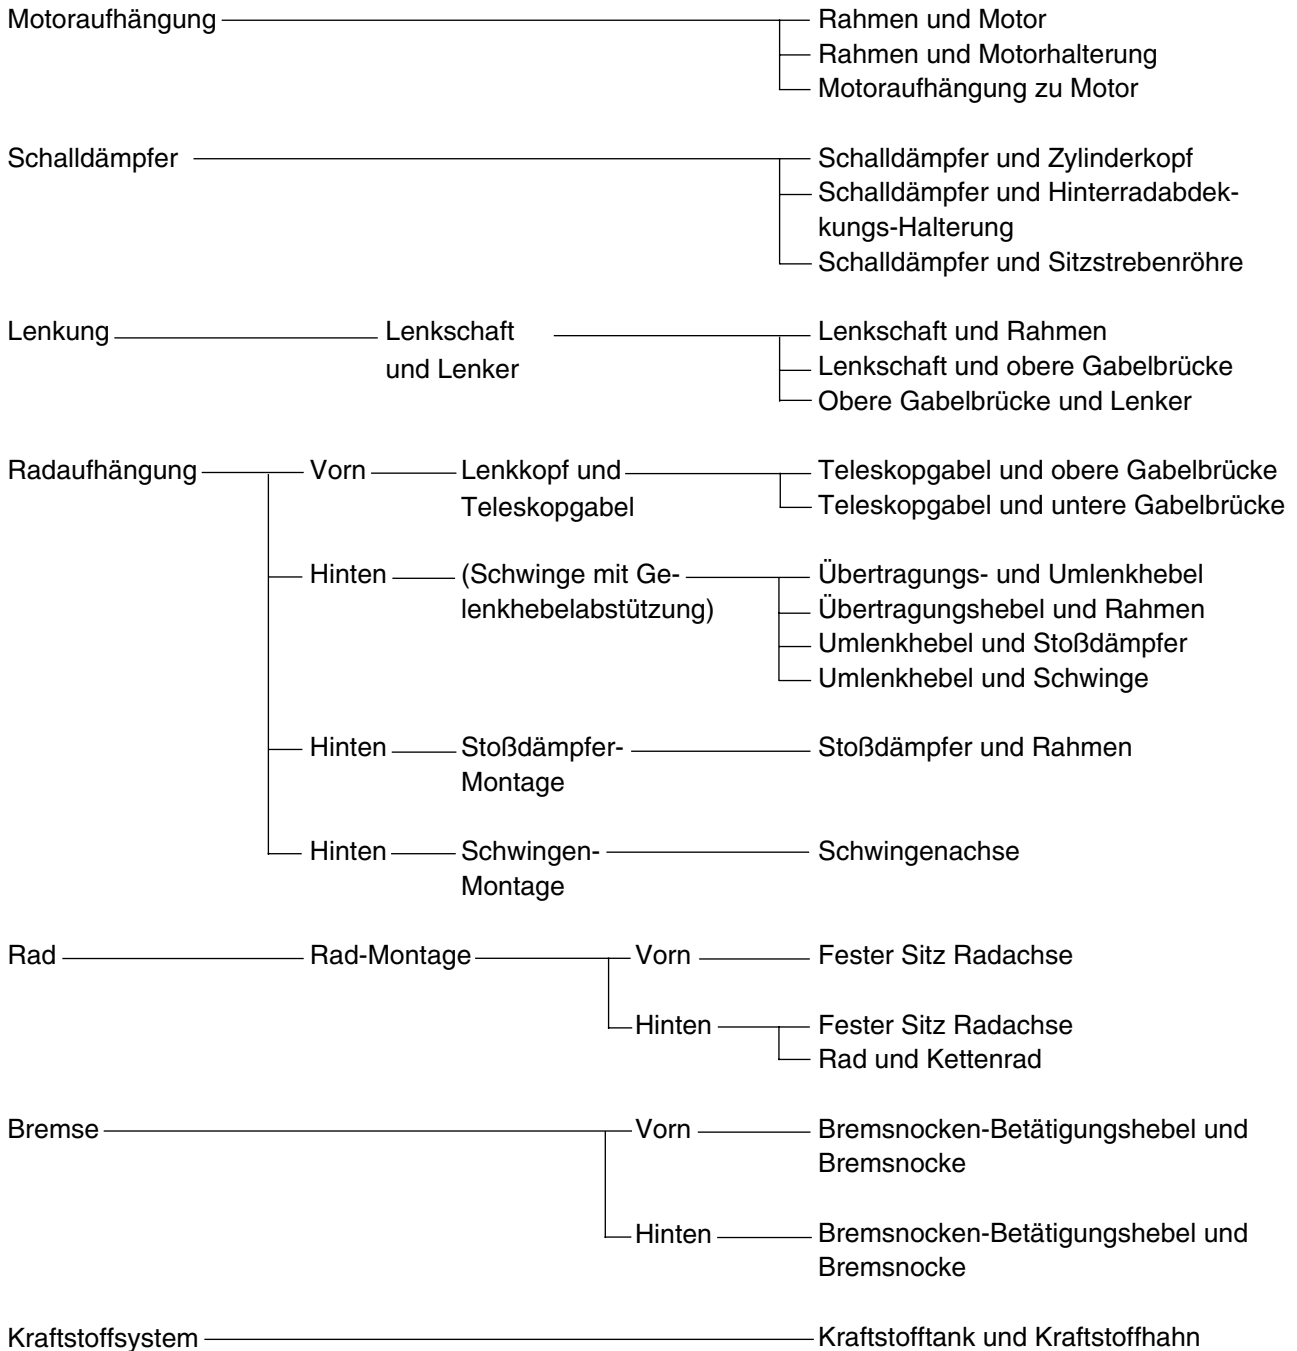 Motoraufhängung Rahmen und Motor
Rahmen und Motorhalterung
Motoraufhängung zu Motor
Schalldämpfer Schalldämpfer und Zylinderkopf
Schalldämpfer und Hinterradabdek-
kungs-Halterung
Schalldämpfer und Sitzstrebenröhre
Lenkung Lenkschaft Lenkschaft und Rahmen
und Lenker Lenkschaft und obere Gabelbrücke
Obere Gabelbrücke und Lenker
Radaufhängung Vorn Lenkkopf und Teleskopgabel und obere Gabelbrücke
Teleskopgabel Teleskopgabel und untere Gabelbrücke
Hinten (Schwinge mit Ge- Übertragungs- und Umlenkhebel
lenkhebelabstützung) Übertragungshebel und Rahmen
Umlenkhebel und Stoßdämpfer
Umlenkhebel und Schwinge
Hinten Stoßdämpfer- Stoßdämpfer und Rahmen
Montage
Hinten Schwingen- Schwingenachse
Montage
Rad Rad-Montage Vorn Fester Sitz Radachse
Hinten Fester Sitz Radachse
Rad und Kettenrad
Bremse Vorn Bremsnocken-Betätigungshebel und
Bremsnocke
Hinten Bremsnocken-Betätigungshebel und
Bremsnocke
Kraftstoffsystem Kraftstofftank und Kraftstoffhahn